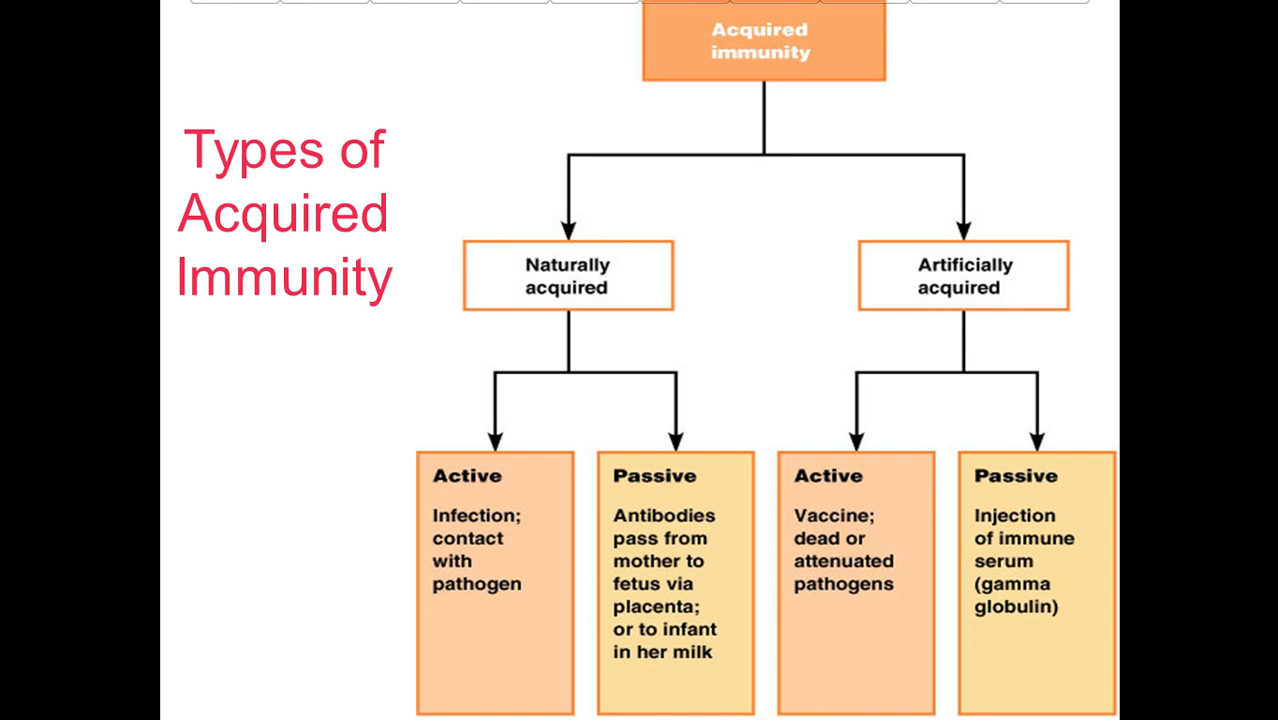 Acquired
immunity
Types of
Acquired
Immunity
Naturally
acquired
Artificially
acquired
Active
Infection;
contact
with
pathogen
Passive
Antibodies
pass from
mother to
fetus via
placenta;
or to infant
in her milk
Active
Vaccine;
dead or
attenuated
pathogens
Passive
Injection
of immune
serum
(gamma
globulin)